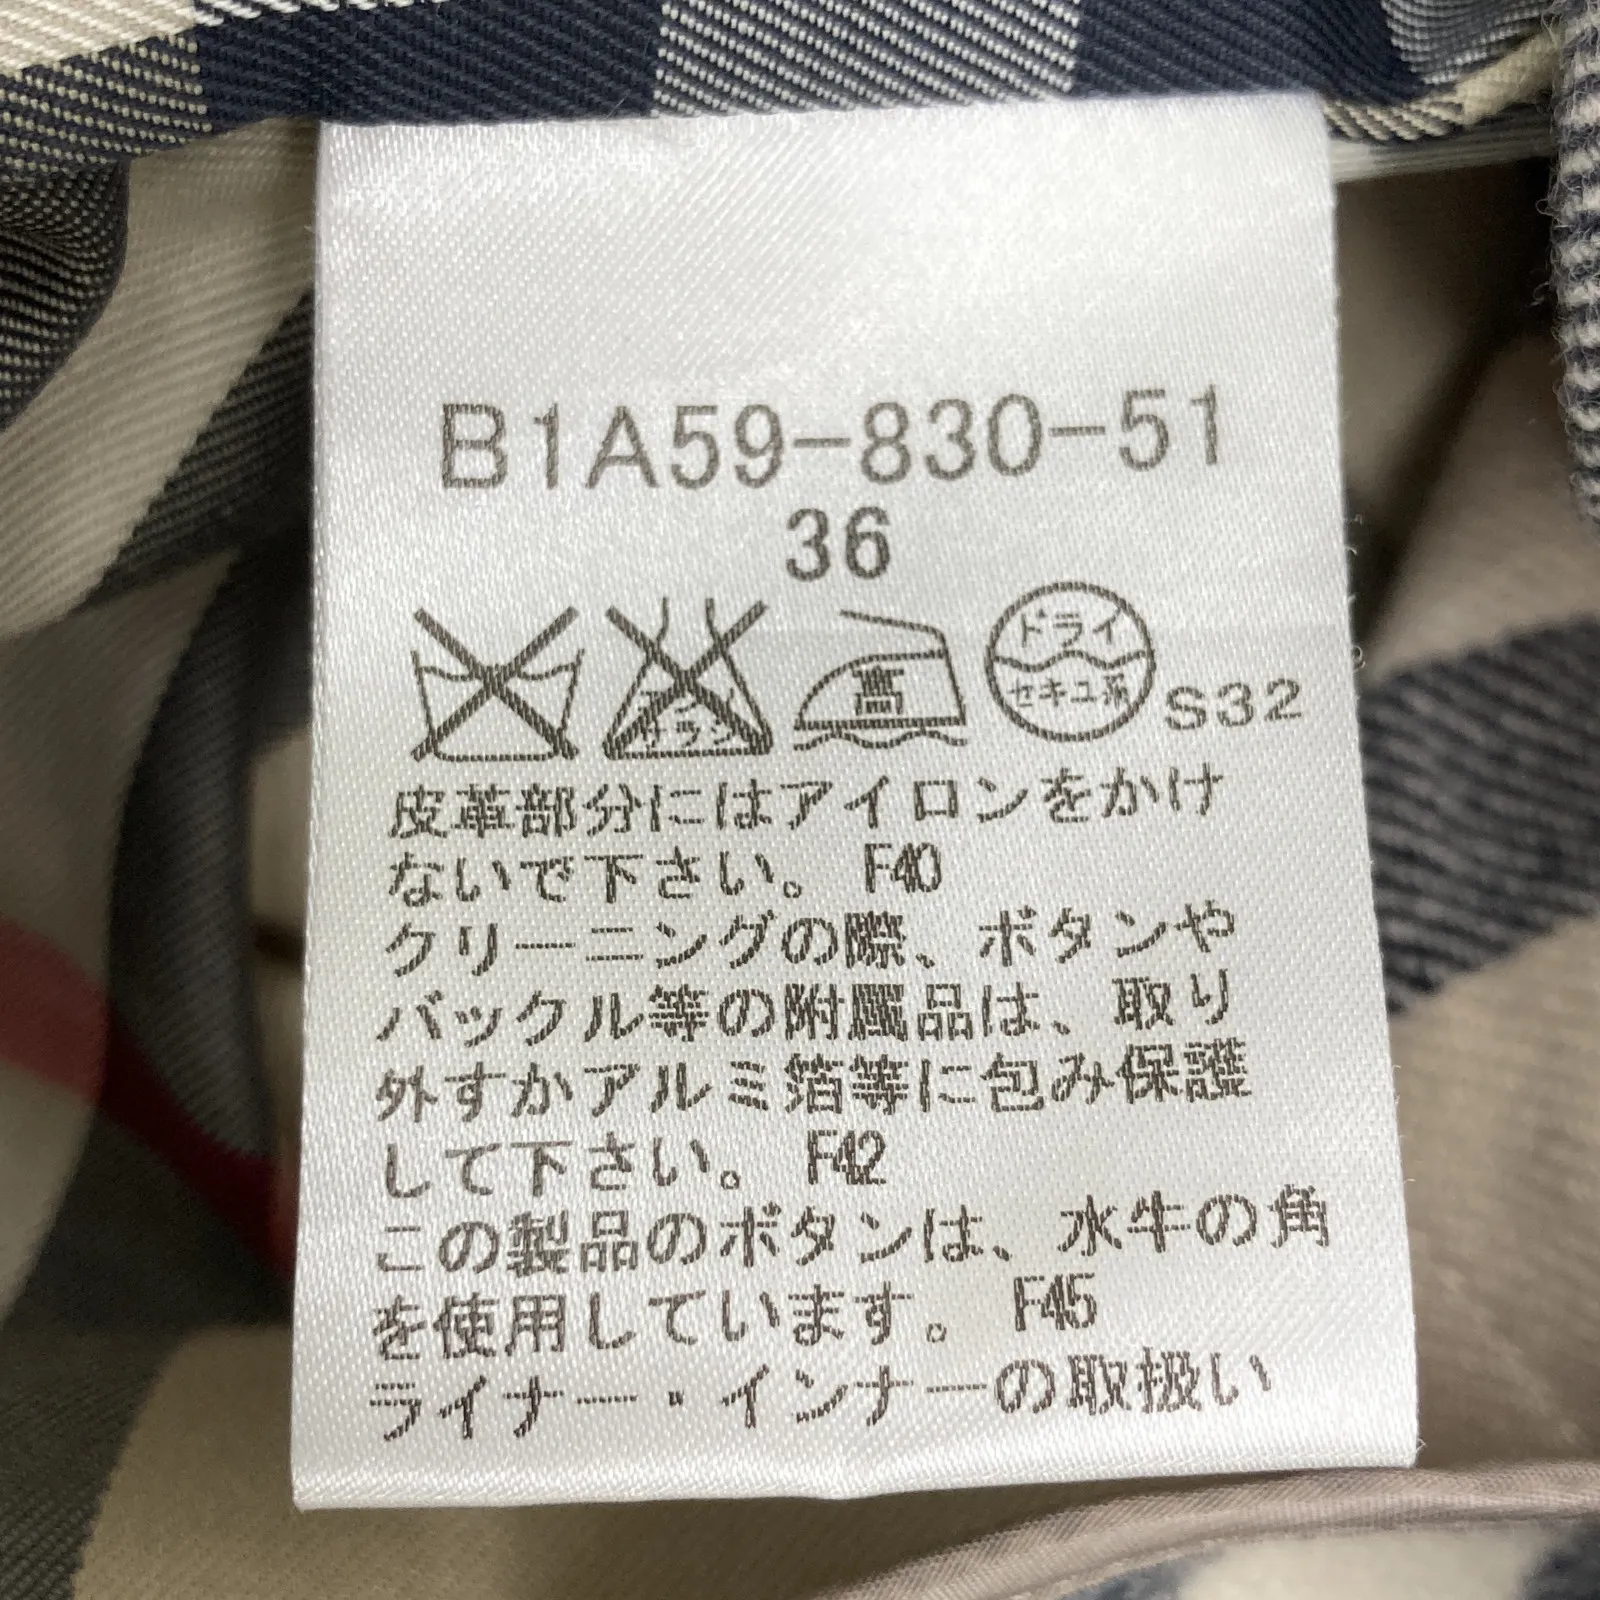 B1A59-830-51
36
高
ドライ
セキユ系
S32
皮革部分にはアイロンをかけ
ないで下さい。 F40
クリーニングの際、ボタンや
バックル等の附属品は、取り
外すかアルミ箔等に包み保護
して下さい。 F42
この製品のボタンは、水牛の角
を使用しています。 F45
ライナー・インナーの取扱い